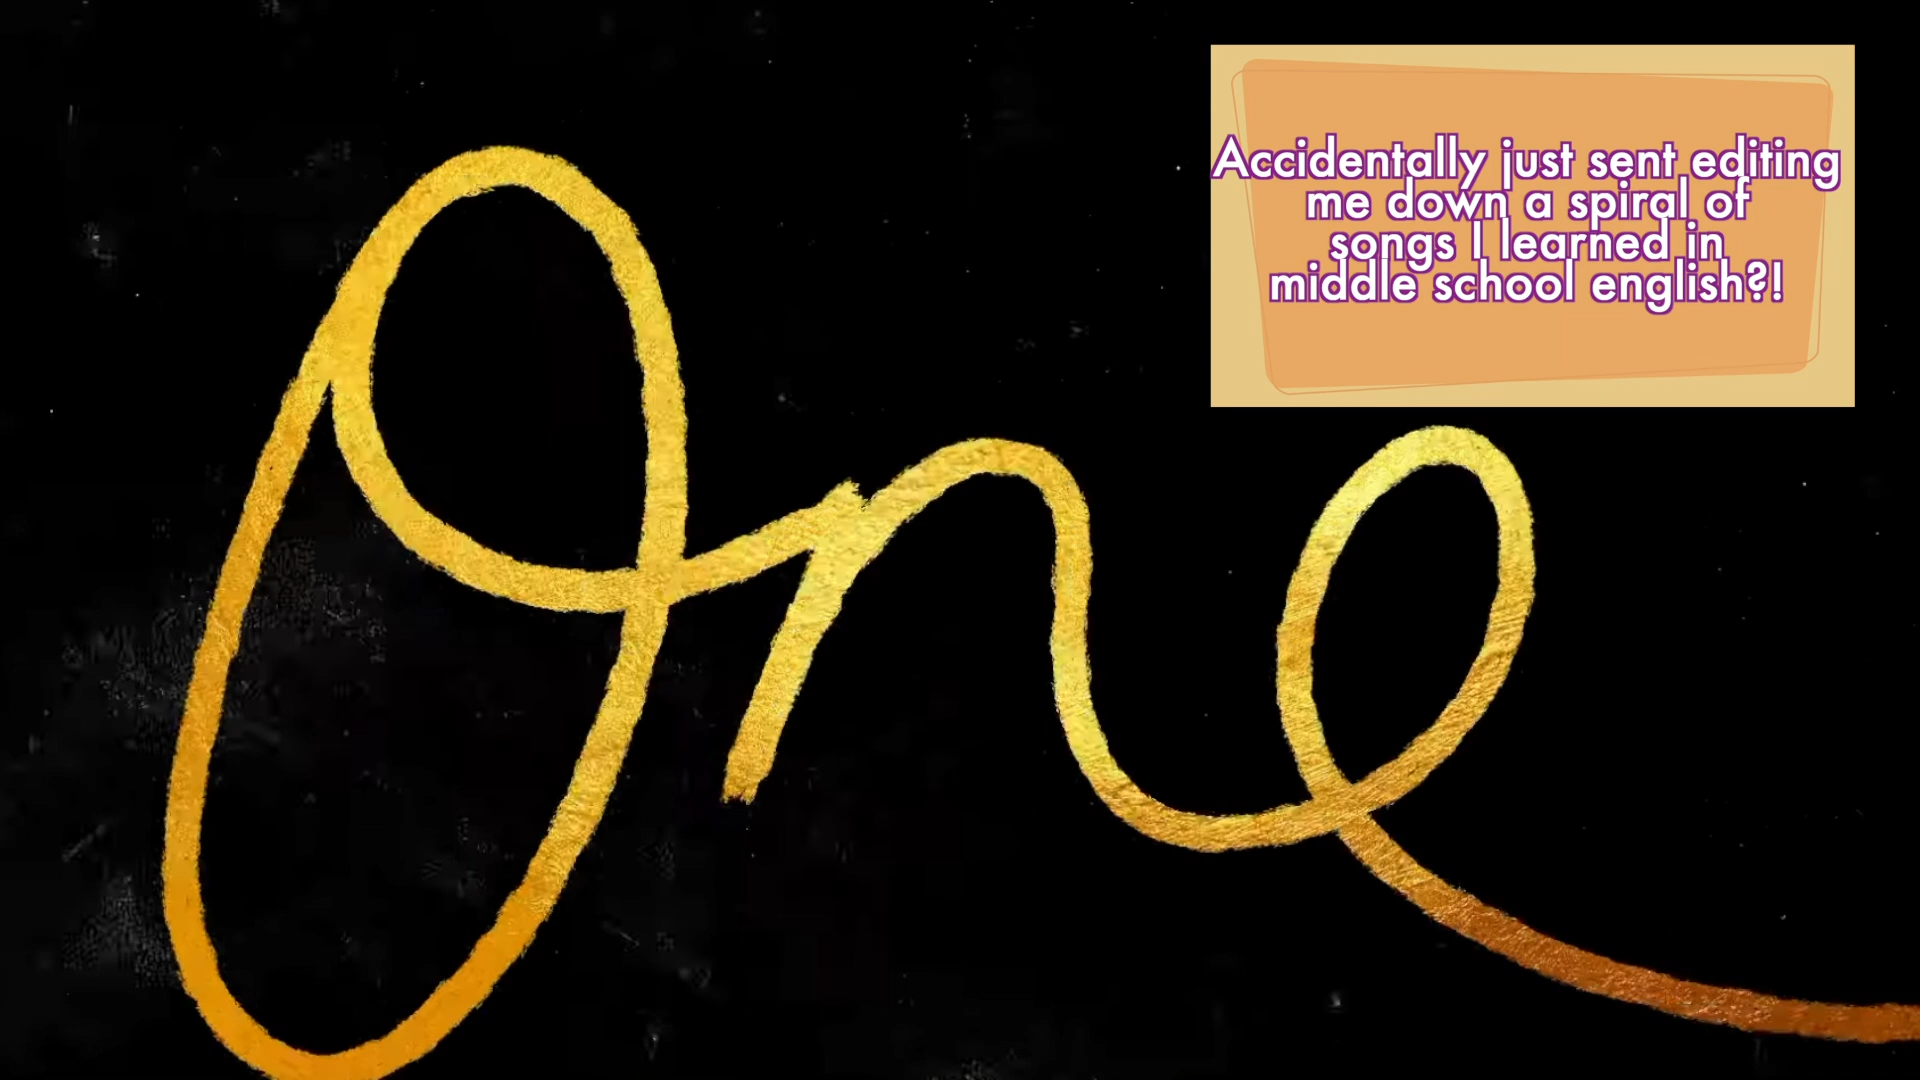 One
Accidentally just sent editing
me down a spiral of
songs I learned in
middle school english?!